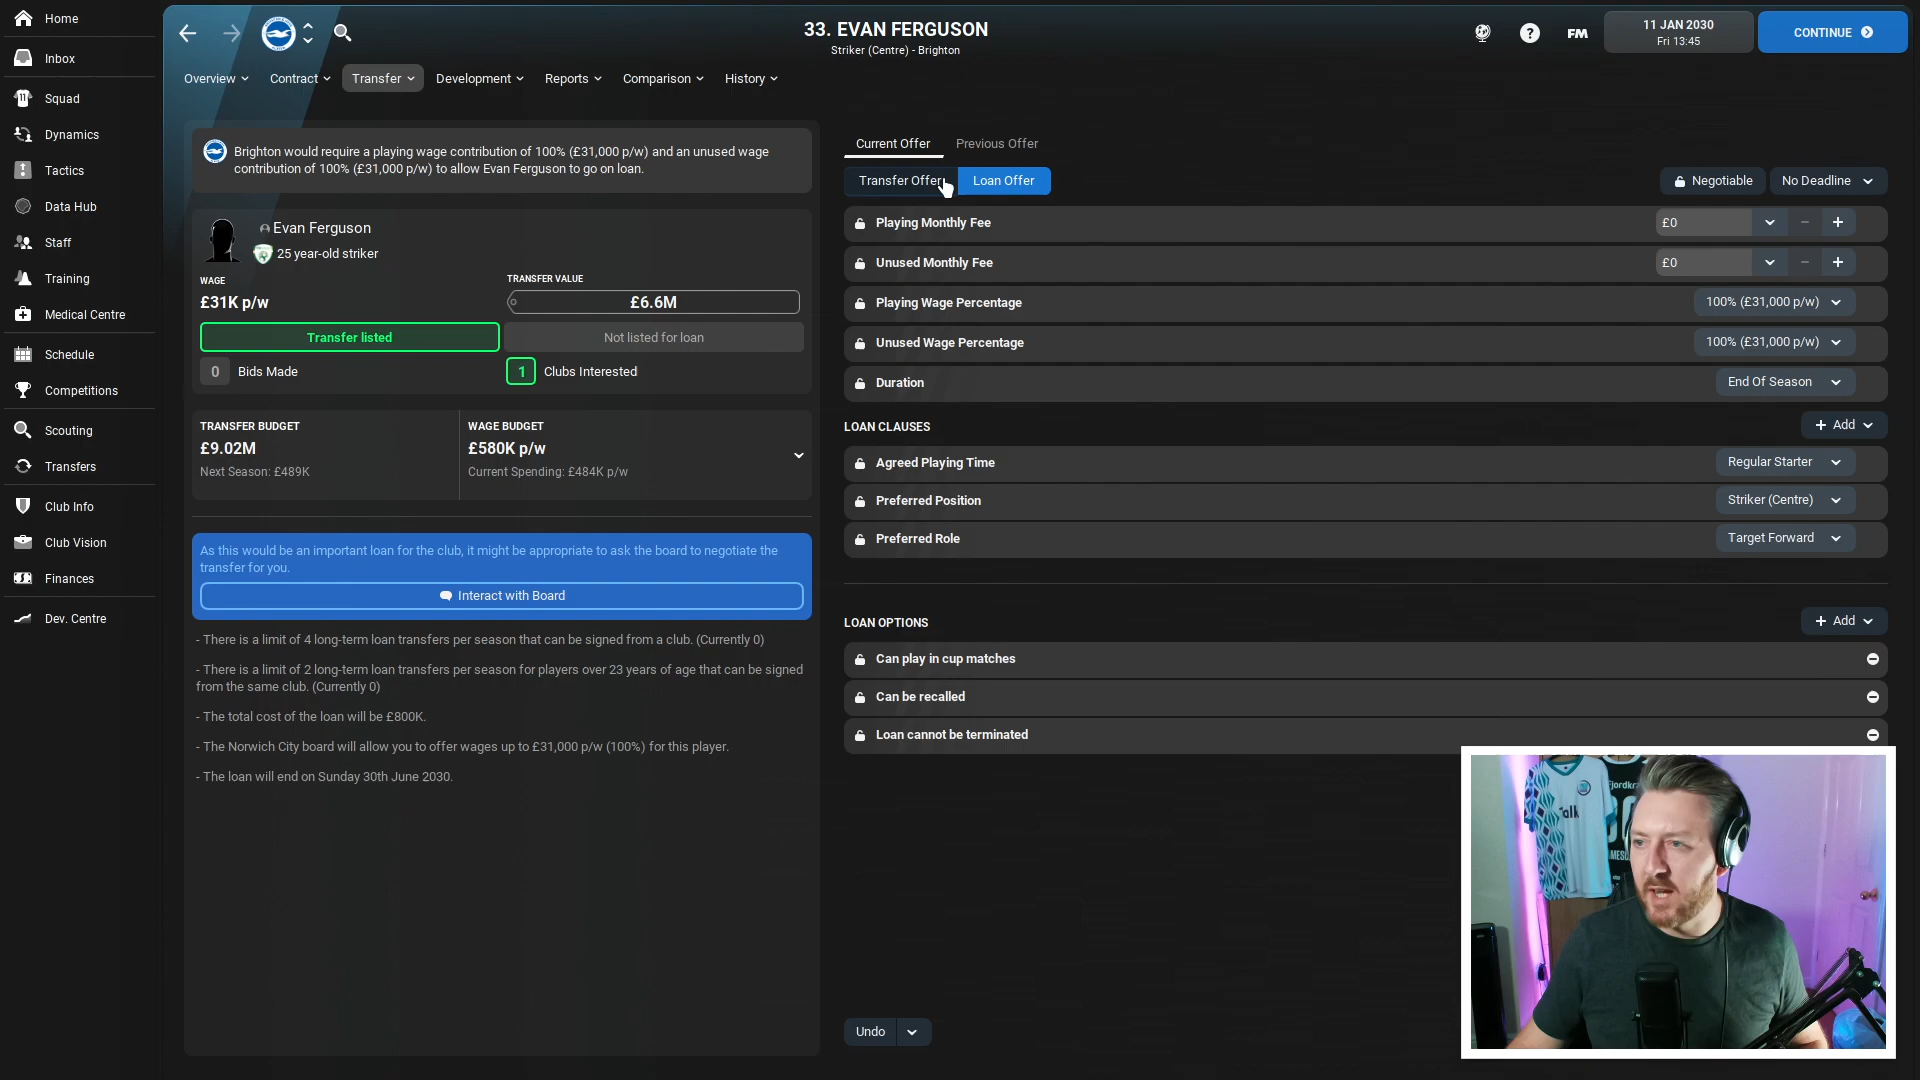 Home
Inbox
Squad
Dynamics
Tactics
Data Hub
Staff
Training
Medical Centre
Schedule
Competitions
Scouting
Transfers
Club Info
Club Vision
Finances
Dev. Centre
33. EVAN FERGUSON
Striker (Centre) - Brighton
FM
11 JAN 2030
Fri 13:45
CONTINUE
Overview
Contract
Transfer
Development
Reports
Comparison
History
Brighton would require a playing wage contribution of 100% (£31,000 p/w) and an unused wage
contribution of 100% (£31,000 p/w) to allow Evan Ferguson to go on loan.
Evan Ferguson
25 year-old striker
WAGE
£31K p/w
TRANSFER VALUE
£6.6M
Transfer listed
Not listed for loan
0 Bids Made
1 Clubs Interested
TRANSFER BUDGET
£9.02M
Next Season: £489K
WAGE BUDGET
£580K p/w
Current Spending: £484K p/w
As this would be an important loan for the club, it might be appropriate to ask the board to negotiate the
transfer for you.
Interact with Board
- There is a limit of 4 long-term loan transfers per season that can be signed from a club. (Currently 0)
- There is a limit of 2 long-term loan transfers per season for players over 23 years of age that can be signed
from the same club. (Currently 0)
- The total cost of the loan will be £800K.
- The Norwich City board will allow you to offer wages up to £31,000 p/w (100%) for this player.
- The loan will end on Sunday 30th June 2030.
Current Offer
Previous Offer
Transfer Offer
Loan Offer
Negotiable
No Deadline
Playing Monthly Fee £0
Unused Monthly Fee £0
Playing Wage Percentage 100% (£31,000 p/w)
Unused Wage Percentage 100% (£31,000 p/w)
Duration End Of Season
LOAN CLAUSES
Add
Agreed Playing Time Regular Starter
Preferred Position Striker (Centre)
Preferred Role Target Forward
LOAN OPTIONS
Add
Can play in cup matches
Can be recalled
Loan cannot be terminated
Undo
Talk